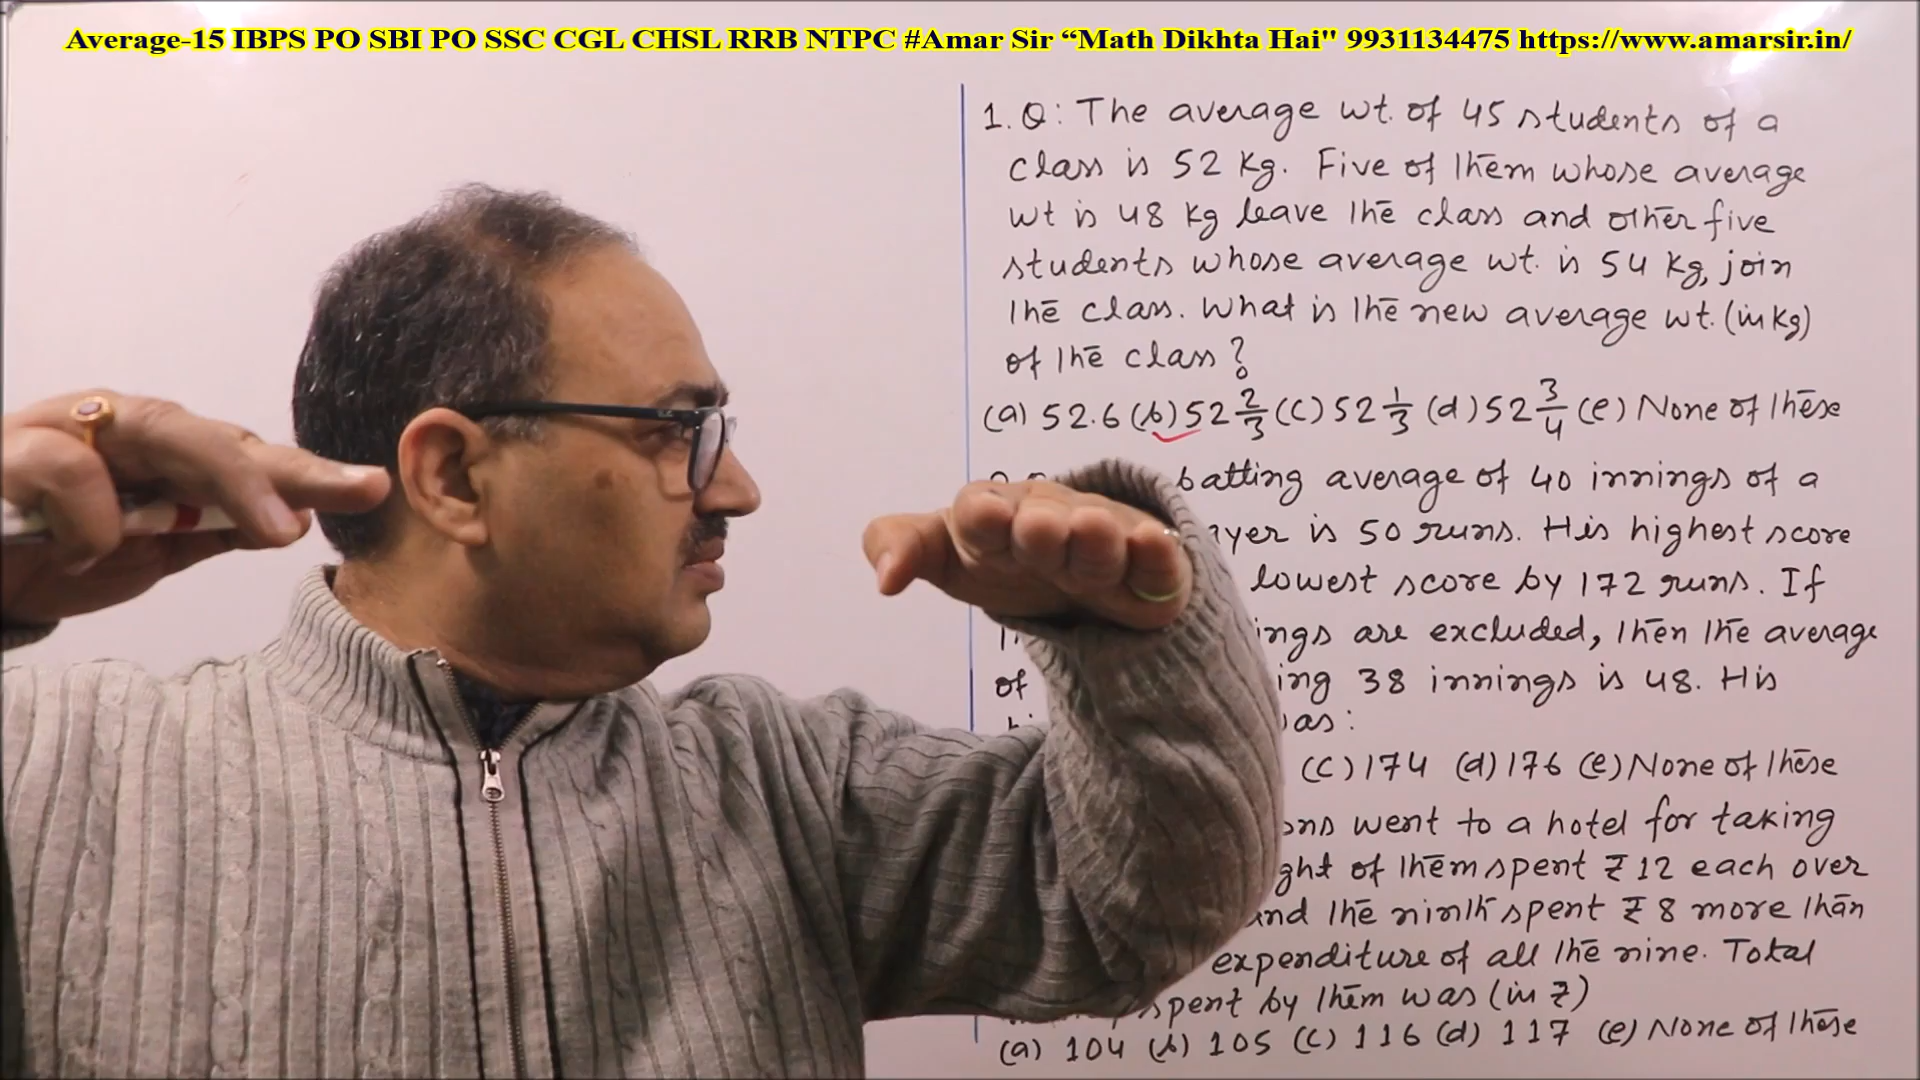 Average-15 IBPS PO SBI PO SSC CGL CHSL RRB NTPC #Amar Sir “Math Dikhta Hai" 9931134475 https://www.amarsir.in/
1. Q: The average wt. of 45 students of a
class is 52 kg. Five of them whose average
wt is 48 kg leave the class and other five
students whose average wt. is 54 kg, join
the class. What is the new average wt. (in kg)
of the class?
(a) 52.6 (b) 52 2/3 (c) 52 1/3 (d) 52 3/4 (e) None of these
batting average of 40 innings of a
is 50 runs. His highest score
lowest score by 172 runs. If
are excluded, then the average
of 38 innings is 48. His
(c) 174 (d) 176 (e) None of these
went to a hotel for taking
of them spent ₹ 12 each over
the ninth spent ₹ 8 more than
expenditure of all the nine. Total
spent by them was (in ₹)
(a) 104 (b) 105 (c) 116 (d) 117 (e) None of these